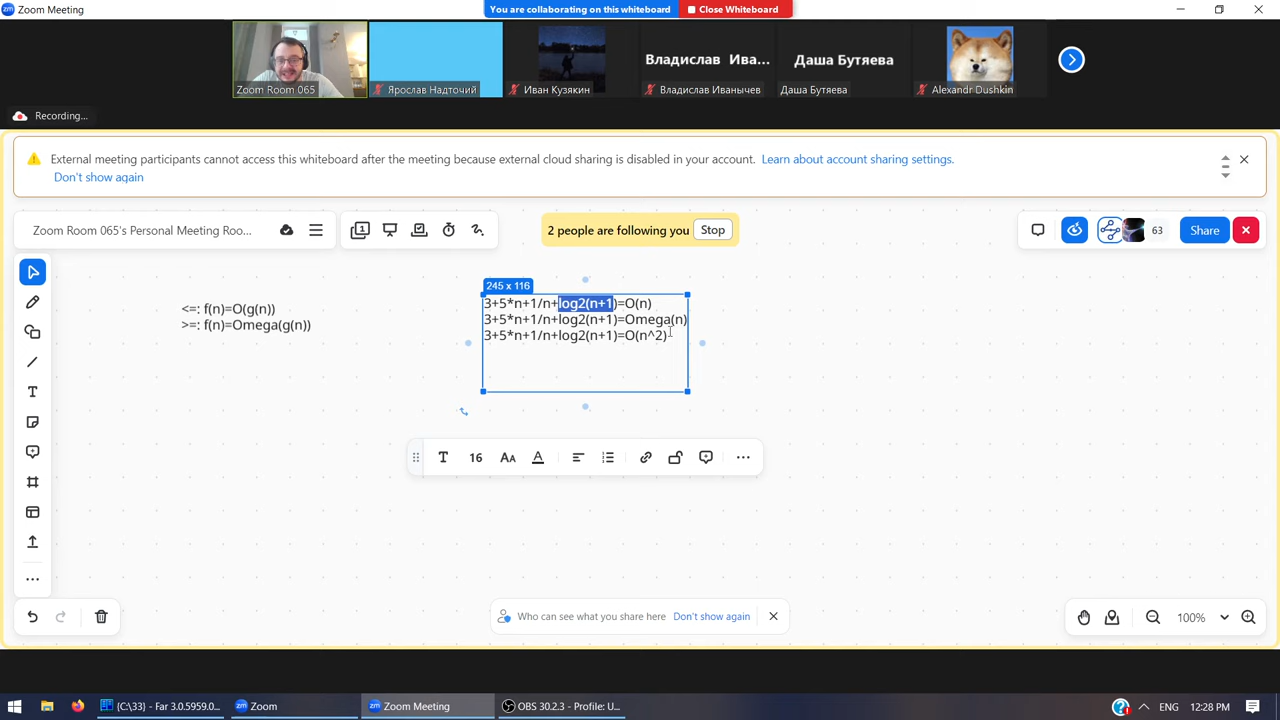 Zoom Meeting
You are collaborating on this whiteboard
Close Whiteboard
Zoom Room 065
Ярослав Надточий
Иван Кузякин
Владислав Ива...
Владислав Иванычев
Даша Бутяева
Даша Бутяева
Alexandr Dushkin
Recording...
External meeting participants cannot access this whiteboard after the meeting because external cloud sharing is disabled in your account. Learn about account sharing settings.
Don't show again
Zoom Room 065's Personal Meeting Roo...
1
2 people are following you
Stop
63
Share
245 x 116
<=: f(n)=O(g(n))
>=: f(n)=Omega(g(n))
3+5*n+1/n+log2(n+1)=O(n)
3+5*n+1/n+log2(n+1)=Omega(n)
3+5*n+1/n+log2(n+1)=O(n^2)
16
Who can see what you share here
Don't show again
100%
(C:\33) - Far 3.0.5959.0...
Zoom
Zoom Meeting
OBS 30.2.3 - Profile: U...
ENG
12:28 PM